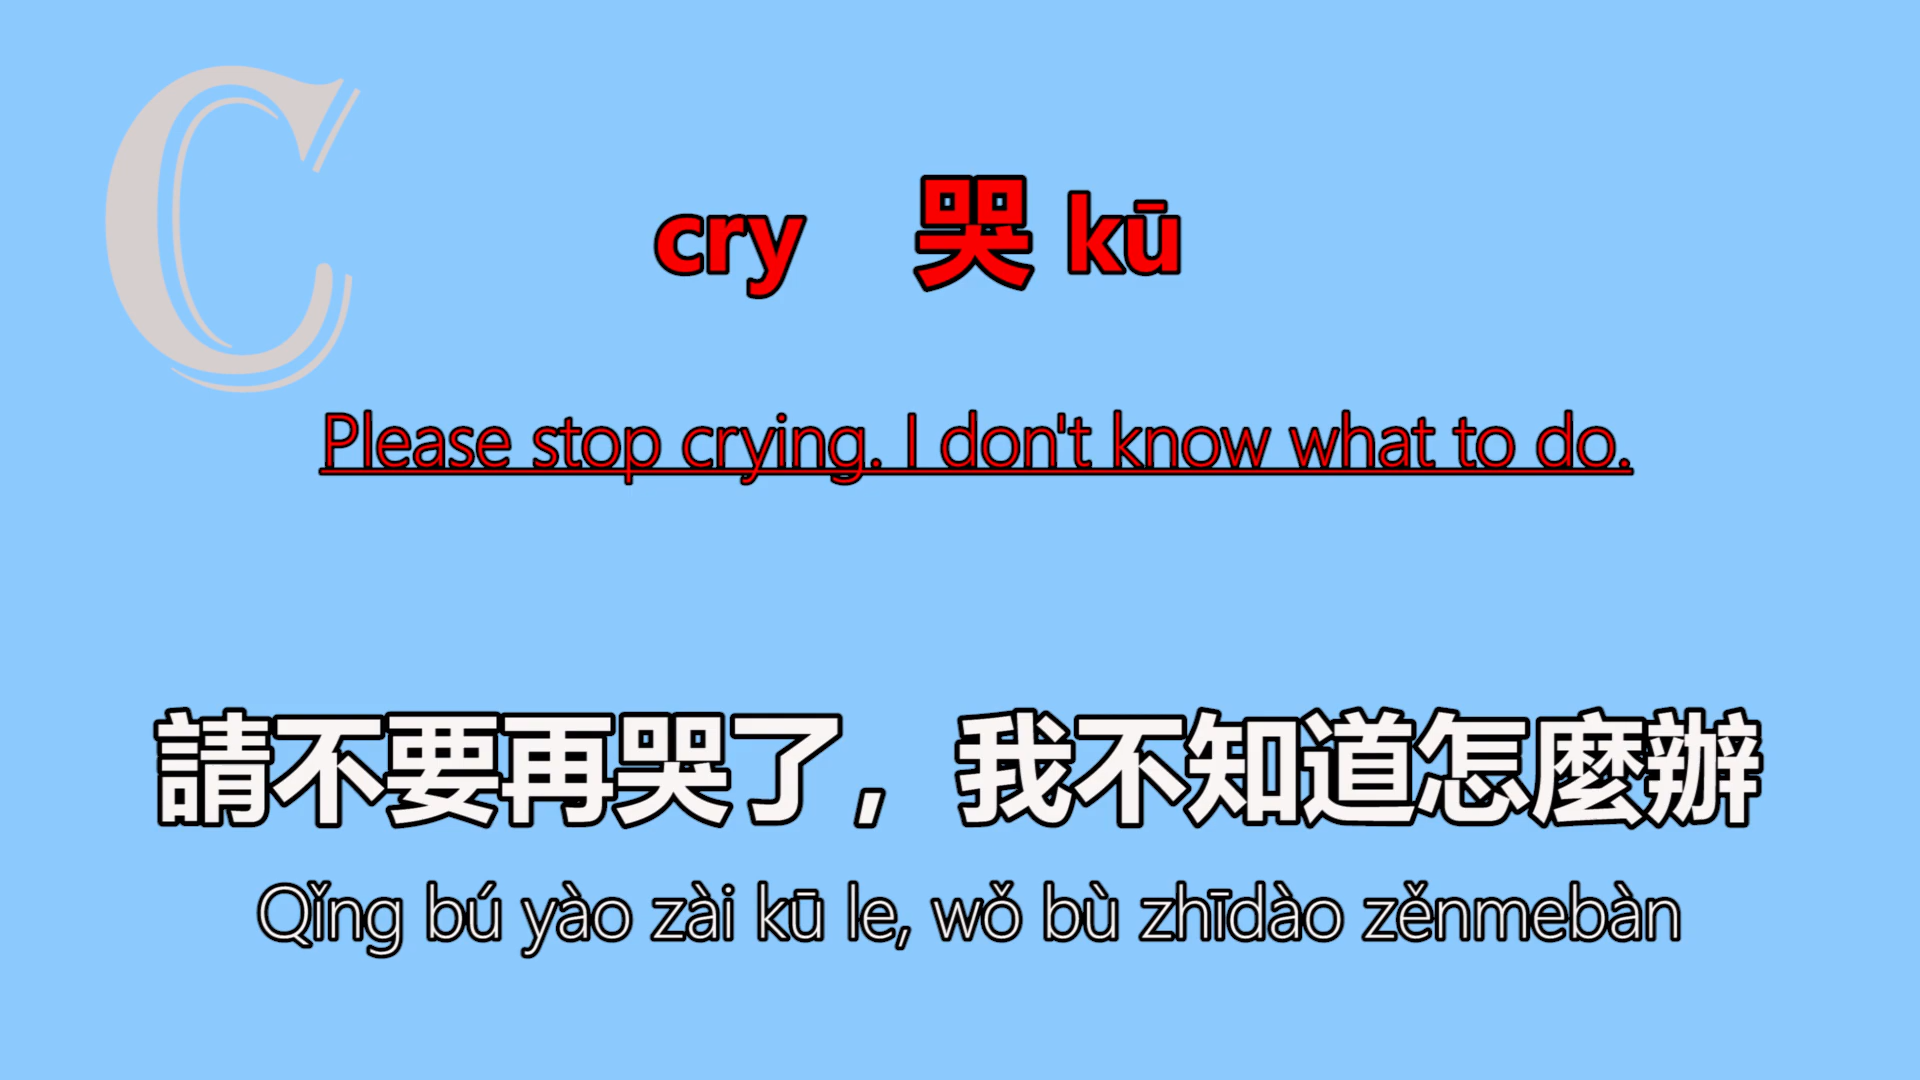 C
cry 哭 kū
Please stop crying. I don't know what to do.
請不要再哭了，我不知道怎麼辦
Qǐng bú yào zài kū le, wǒ bù zhīdào zěnmebàn